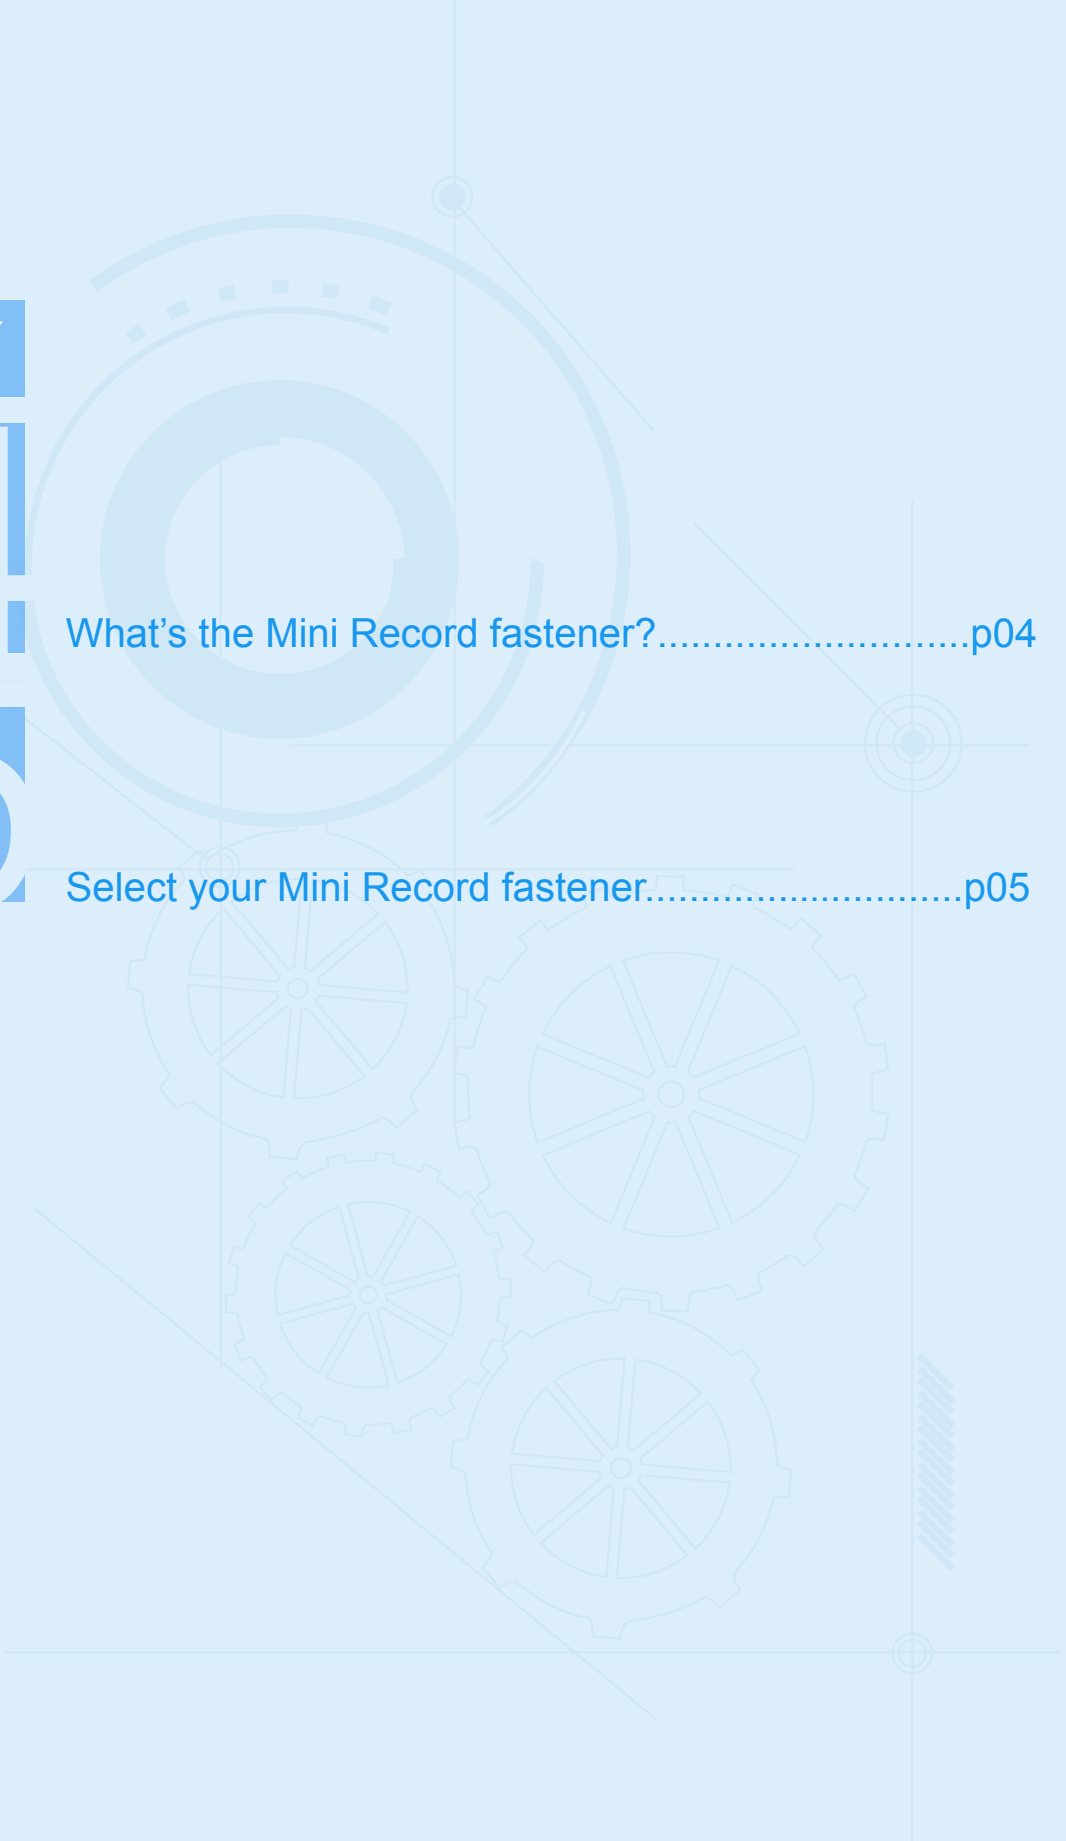 What’s the Mini Record fastener?............................p04
Select your Mini Record fastener.............................p05